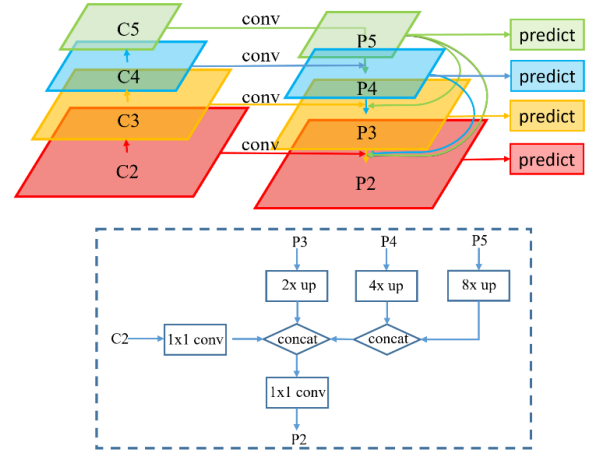 C5 conv P5 predict
C4 conv P4 predict
C3 conv P3 predict
C2 conv P2 predict
P3 P4 P5
2x up 4x up 8x up
C2 1x1 conv concat concat
1x1 conv
P2